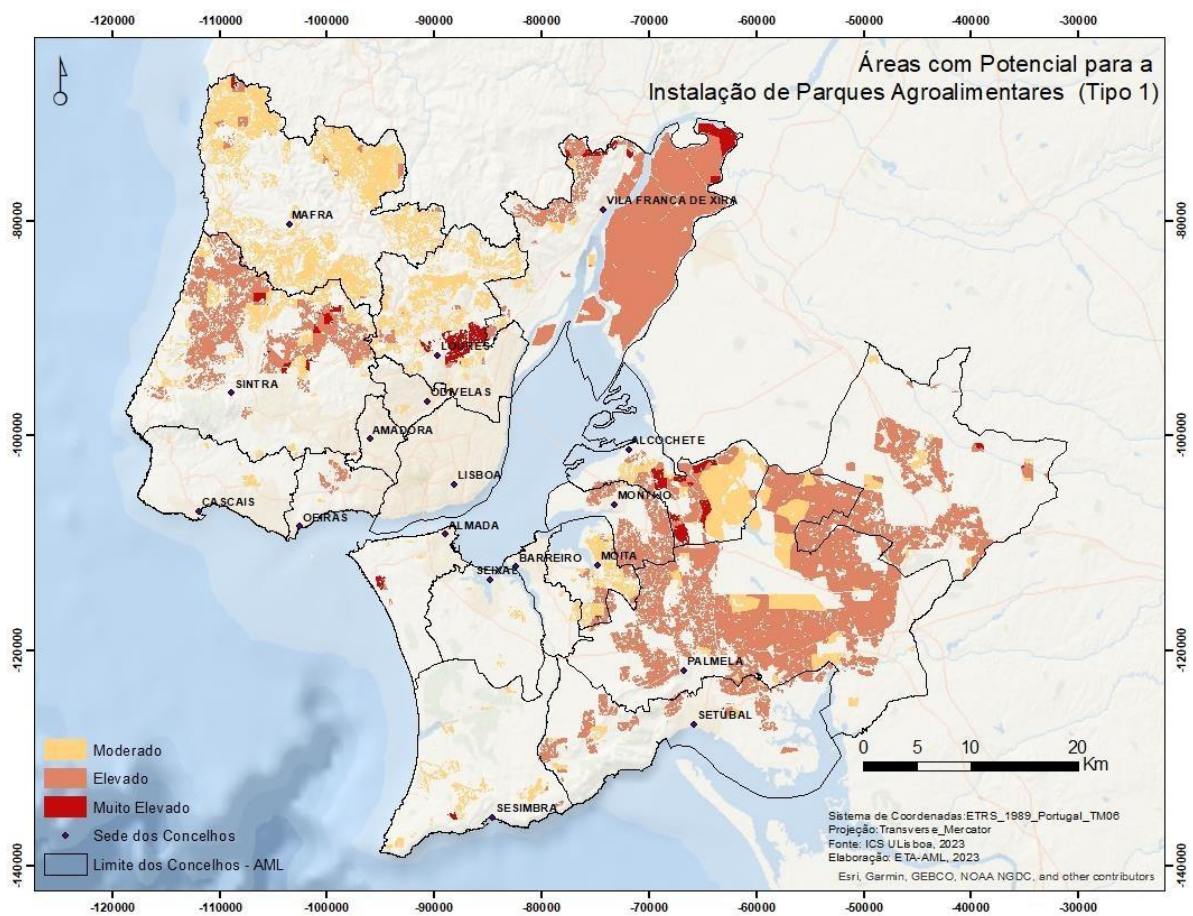 -120000 -110000 -100000 -90000 -80000 -70000 -60000 -50000 -40000 -30000
Áreas com Potencial para a
Instalação de Parques Agroalimentares (Tipo 1)
-80000 -80000
VILA FRANCA DE XIRA
MAFRA
LOURES
SINTRA
ODIVELAS
AMADORA
-100000 -100000
ALCOCHETE
LISBOA
MONTIJO
CASCAIS
OEIRAS
ALMADA
BARREIRO
MOITA
SEIXAL
-120000 -120000
PALMELA
SETÚBAL
Moderado
Elevado
Muito Elevado
Sede dos Concelhos
Limite dos Concelhos - AML
SESIMBRA
0 5 10 20
Km
Sistema de Coordenadas:ETRS_1989_Portugal_TM06
Projeção:Transverse_Mercator
Fonte: ICS ULisboa, 2023
Elaboração: ETA-AML, 2023
Esri, Garmin, GEBCO, NOAA NGDC, and other contributors
-140000 -140000
-120000 -110000 -100000 -90000 -80000 -70000 -60000 -50000 -40000 -30000